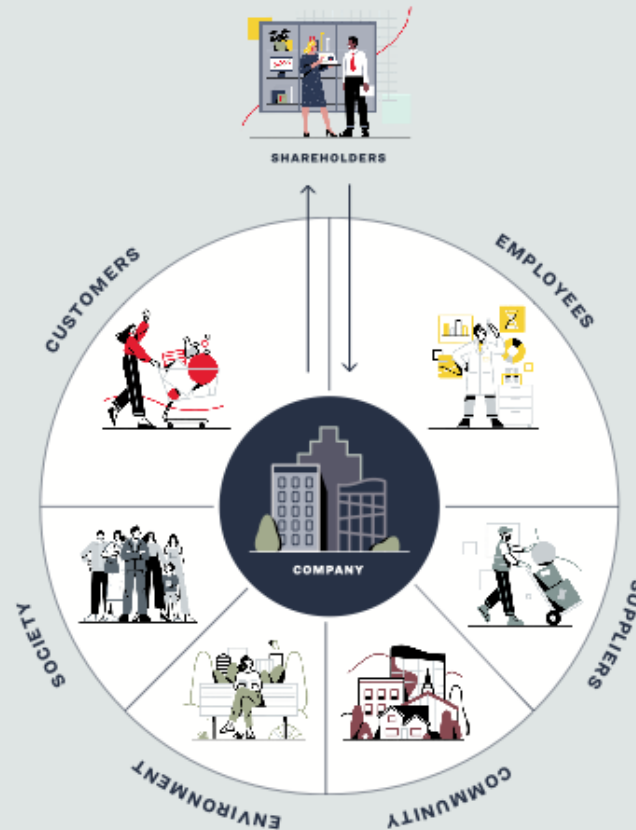 SHAREHOLDERS
CUSTOMERS
EMPLOYEES
COMPANY
SOCIETY
SUPPLIERS
ENVIRONMENT
COMMUNITY